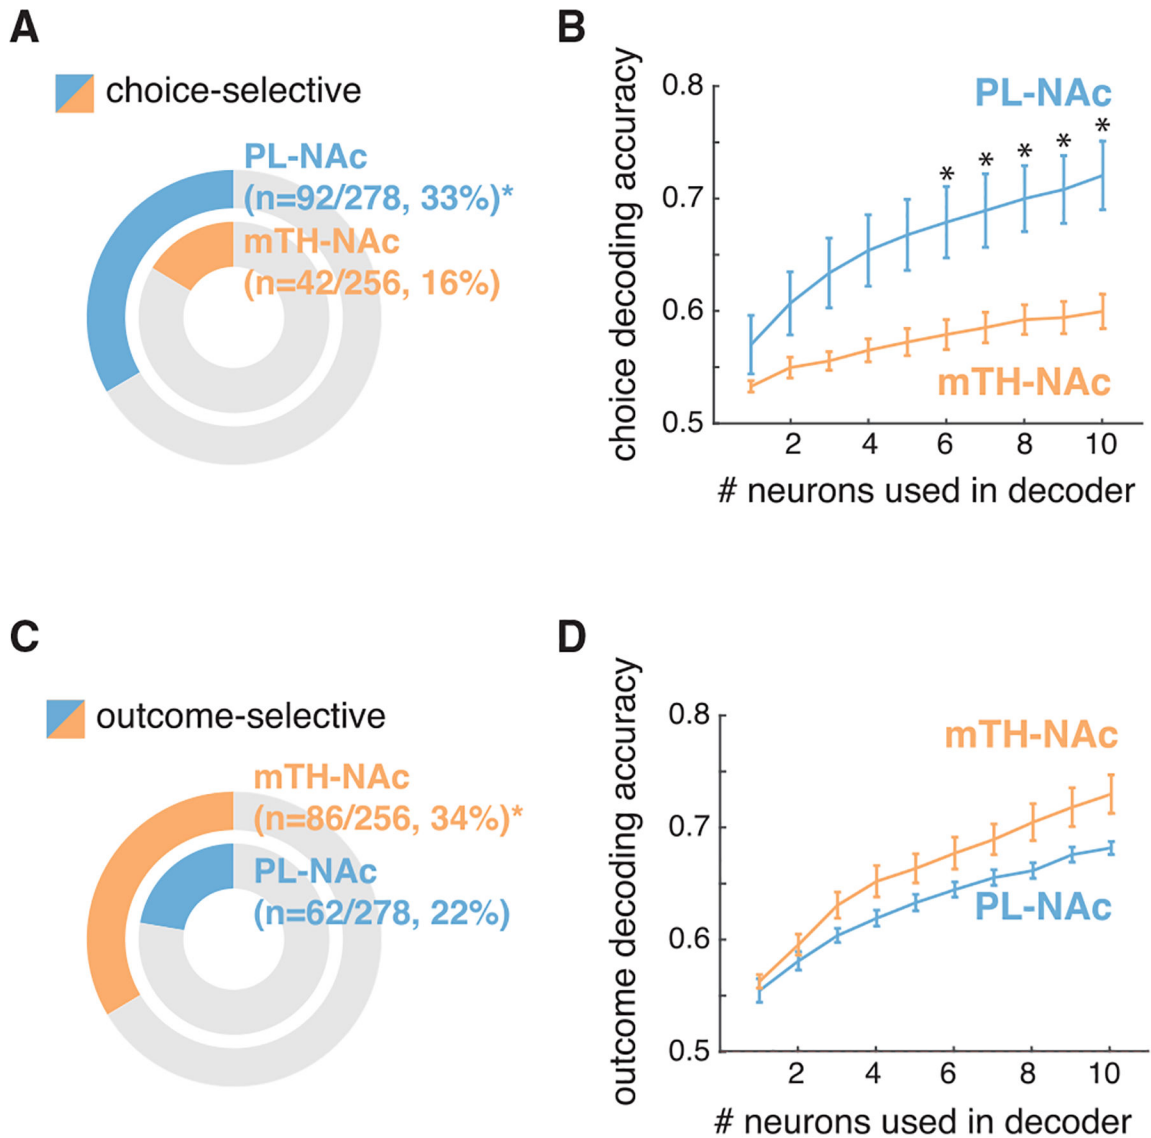 A
choice-selective
PL-NAc
(n=92/278, 33%)*
mTH-NAc
(n=42/256, 16%)
B
choice decoding accuracy
0.8
0.7
0.6
0.5
PL-NAc
* * * * *
mTH-NAc
2 4 6 8 10
# neurons used in decoder
C
outcome-selective
mTH-NAc
(n=86/256, 34%)*
PL-NAc
(n=62/278, 22%)
D
outcome decoding accuracy
0.8
0.7
0.6
0.5
mTH-NAc
PL-NAc
2 4 6 8 10
# neurons used in decoder